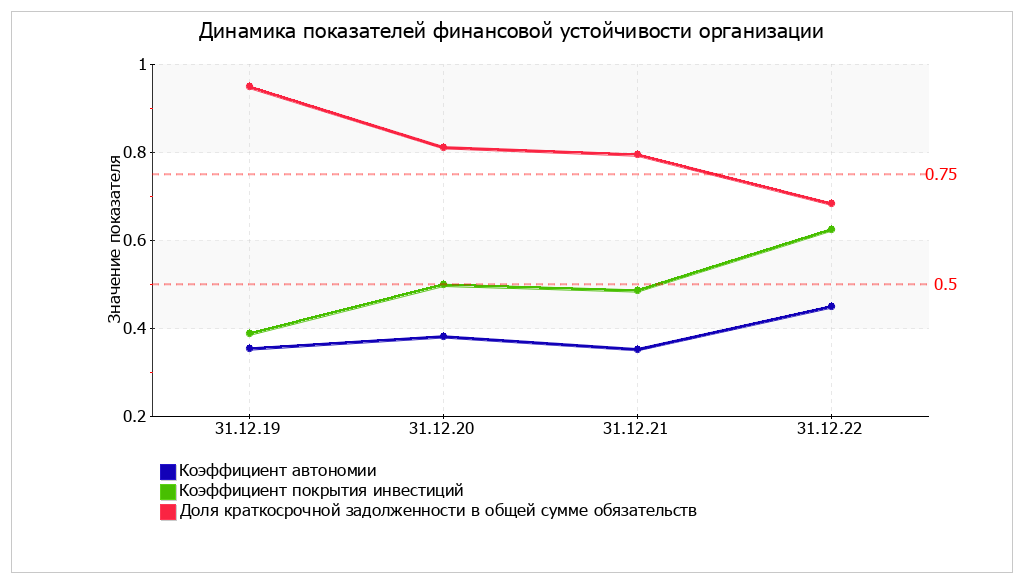 Динамика показателей финансовой устойчивости организации
Значение показателя
1
0.8
0.75
0.6
0.5
0.4
0.2
31.12.19 31.12.20 31.12.21 31.12.22
Коэффициент автономии
Коэффициент покрытия инвестиций
Доля краткосрочной задолженности в общей сумме обязательств